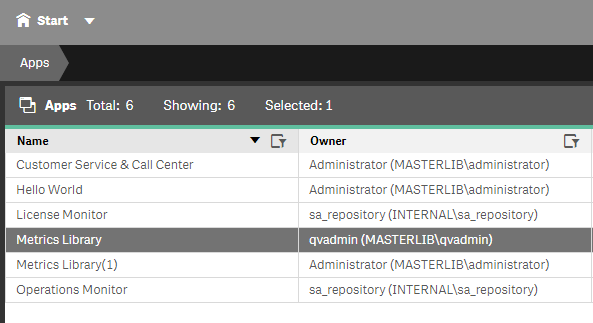 Start
Apps
Apps Total: 6 Showing: 6 Selected: 1
Name Owner
Customer Service & Call Center Administrator (MASTERLIB\administrator)
Hello World Administrator (MASTERLIB\administrator)
License Monitor sa_repository (INTERNAL\sa_repository)
Metrics Library qvadmin (MASTERLIB\qvadmin)
Metrics Library(1) Administrator (MASTERLIB\administrator)
Operations Monitor sa_repository (INTERNAL\sa_repository)